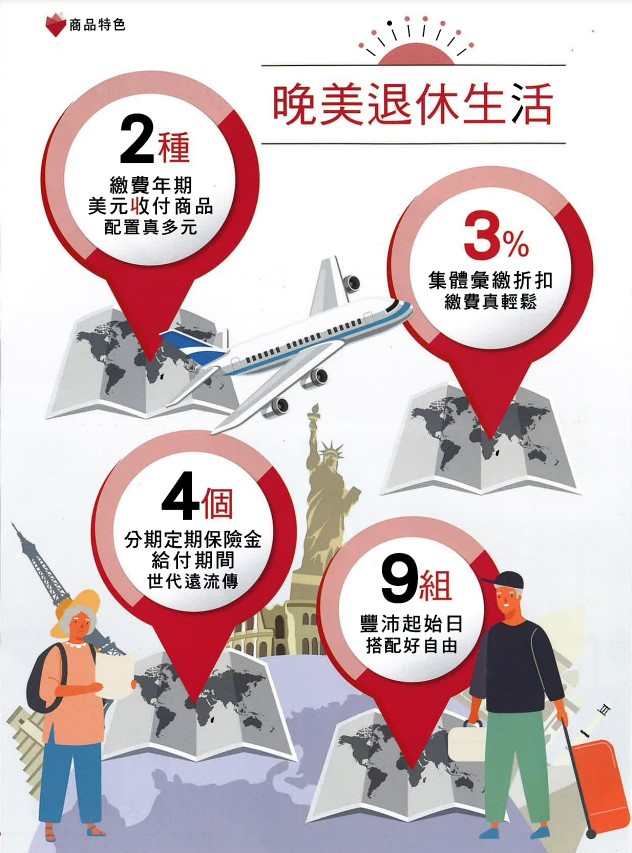 商品特色
晚美退休生活
2種
繳費年期
美元收付商品
配置真多元
3%
集體彙繳折扣
繳費真輕鬆
4個
分期定期保險金
給付期間
世代遠流傳
9組
豐沛起始日
搭配好自由